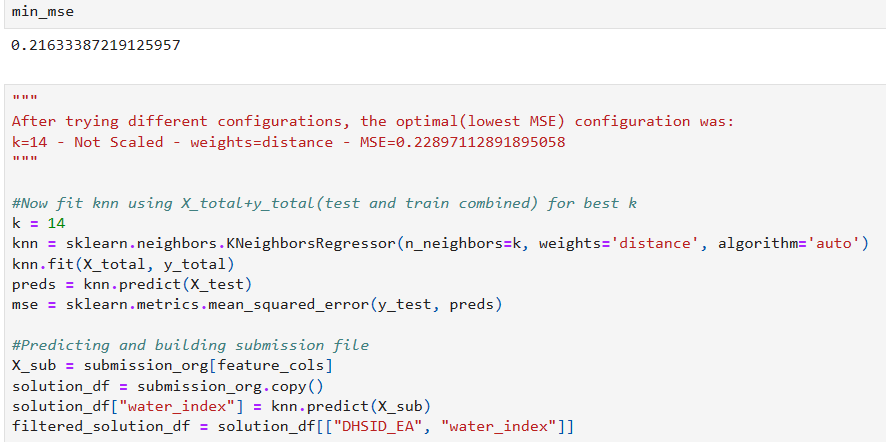 min_mse
0.21633387219125957
"""
After trying different configurations, the optimal(lowest MSE) configuration was:
k=14 - Not Scaled - weights=distance - MSE=0.22897112891895058
"""
#Now fit knn using X_total+y_total(test and train combined) for best k
k = 14
knn = sklearn.neighbors.KNeighborsRegressor(n_neighbors=k, weights='distance', algorithm='auto')
knn.fit(X_total, y_total)
preds = knn.predict(X_test)
mse = sklearn.metrics.mean_squared_error(y_test, preds)
#Predicting and building submission file
X_sub = submission_org[feature_cols]
solution_df = submission_org.copy()
solution_df["water_index"] = knn.predict(X_sub)
filtered_solution_df = solution_df[["DHSID_EA", "water_index"]]